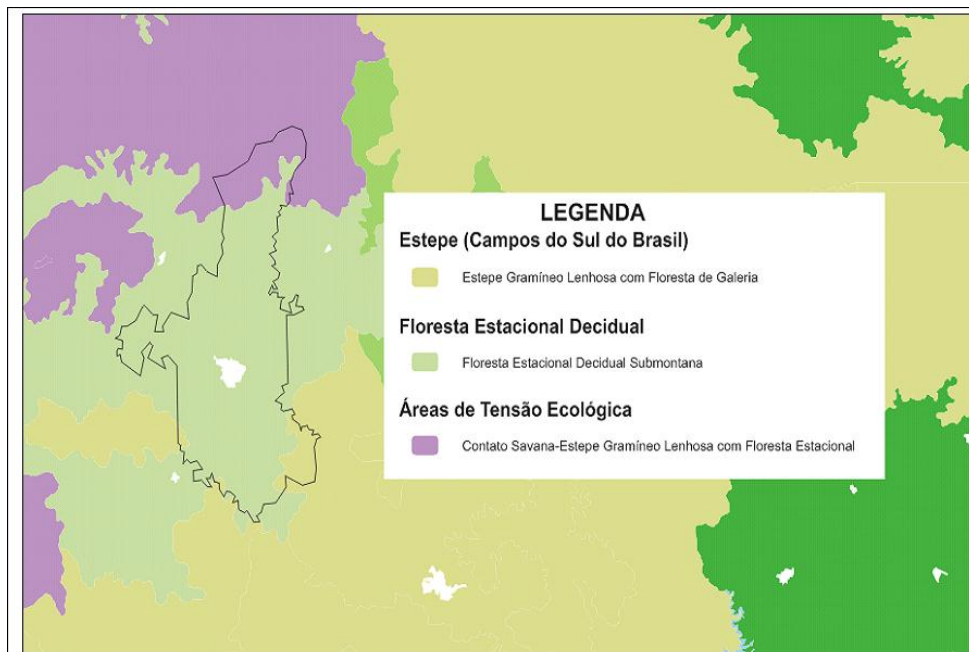 LEGENDA
Estepe (Campos do Sul do Brasil)
Estepe Gramíneo Lenhosa com Floresta de Galeria
Floresta Estacional Decidual
Floresta Estacional Decidual Submontana
Áreas de Tensão Ecológica
Contato Savana-Estepe Gramíneo Lenhosa com Floresta Estacional